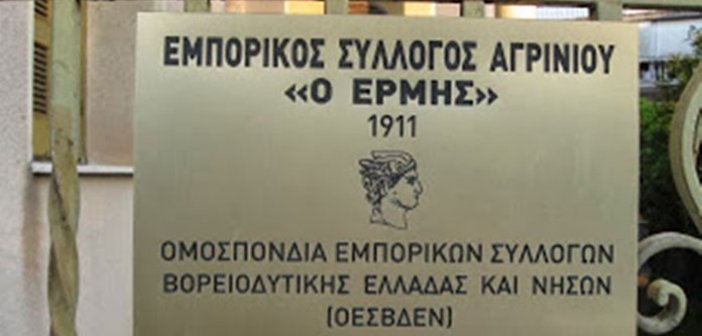 ΕΜΠΟΡΙΚΟΣ ΣΥΛΛΟΓΟΣ ΑΓΡΙΝΙΟΥ
«Ο ΕΡΜΗΣ»
1911
ΟΜΟΣΠΟΝΔΙΑ ΕΜΠΟΡΙΚΩΝ ΣΥΛΛΟΓΩΝ
ΒΟΡΕΙΟΔΥΤΙΚΗΣ ΕΛΛΑΔΑΣ ΚΑΙ ΝΗΣΩΝ
(ΟΕΣΒΔΕΝ)